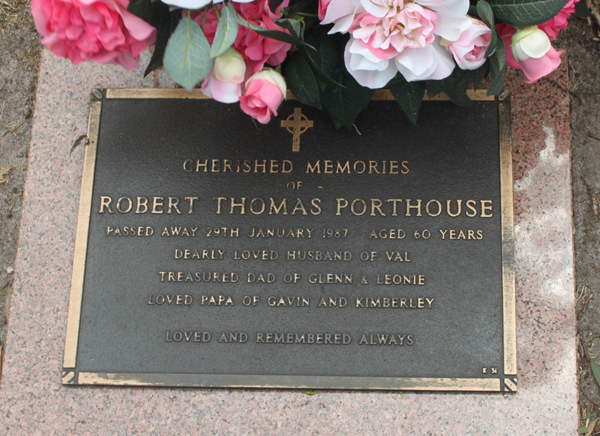 CHERISHED MEMORIES
OF
ROBERT THOMAS PORTHOUSE
PASSED AWAY 29TH JANUARY 1987 AGED 60 YEARS
DEARLY LOVED HUSBAND OF VAL
TREASURED DAD OF GLENN & LEONIE
LOVED PAPA OF GAVIN AND KIMBERLEY
LOVED AND REMEMBERED ALWAYS